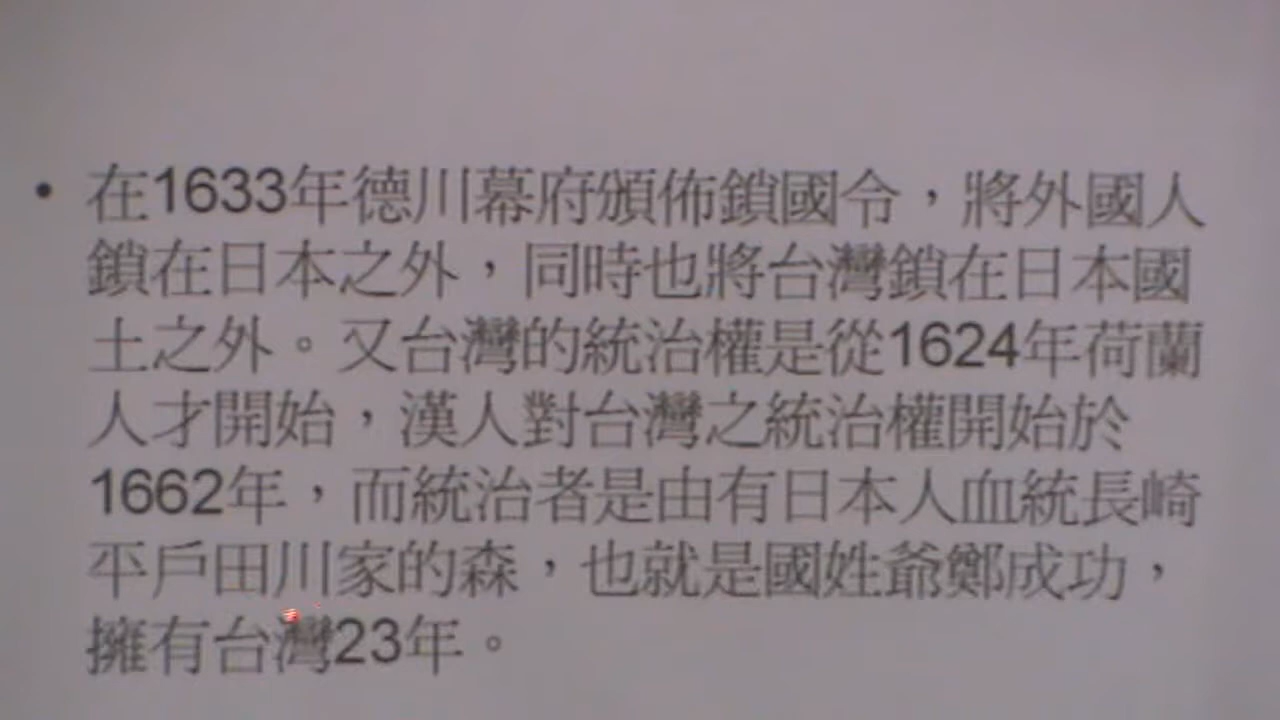 • 在1633年德川幕府頒佈鎖國令，將外國人
鎖在日本之外，同時也將台灣鎖在日本國
土之外。又台灣的統治權是從1624年荷蘭
人才開始，漢人對台灣之統治權開始於
1662年，而統治者是由有日本人血統長崎
平戶田川家的森，也就是國姓爺鄭成功，
擁有台灣23年。